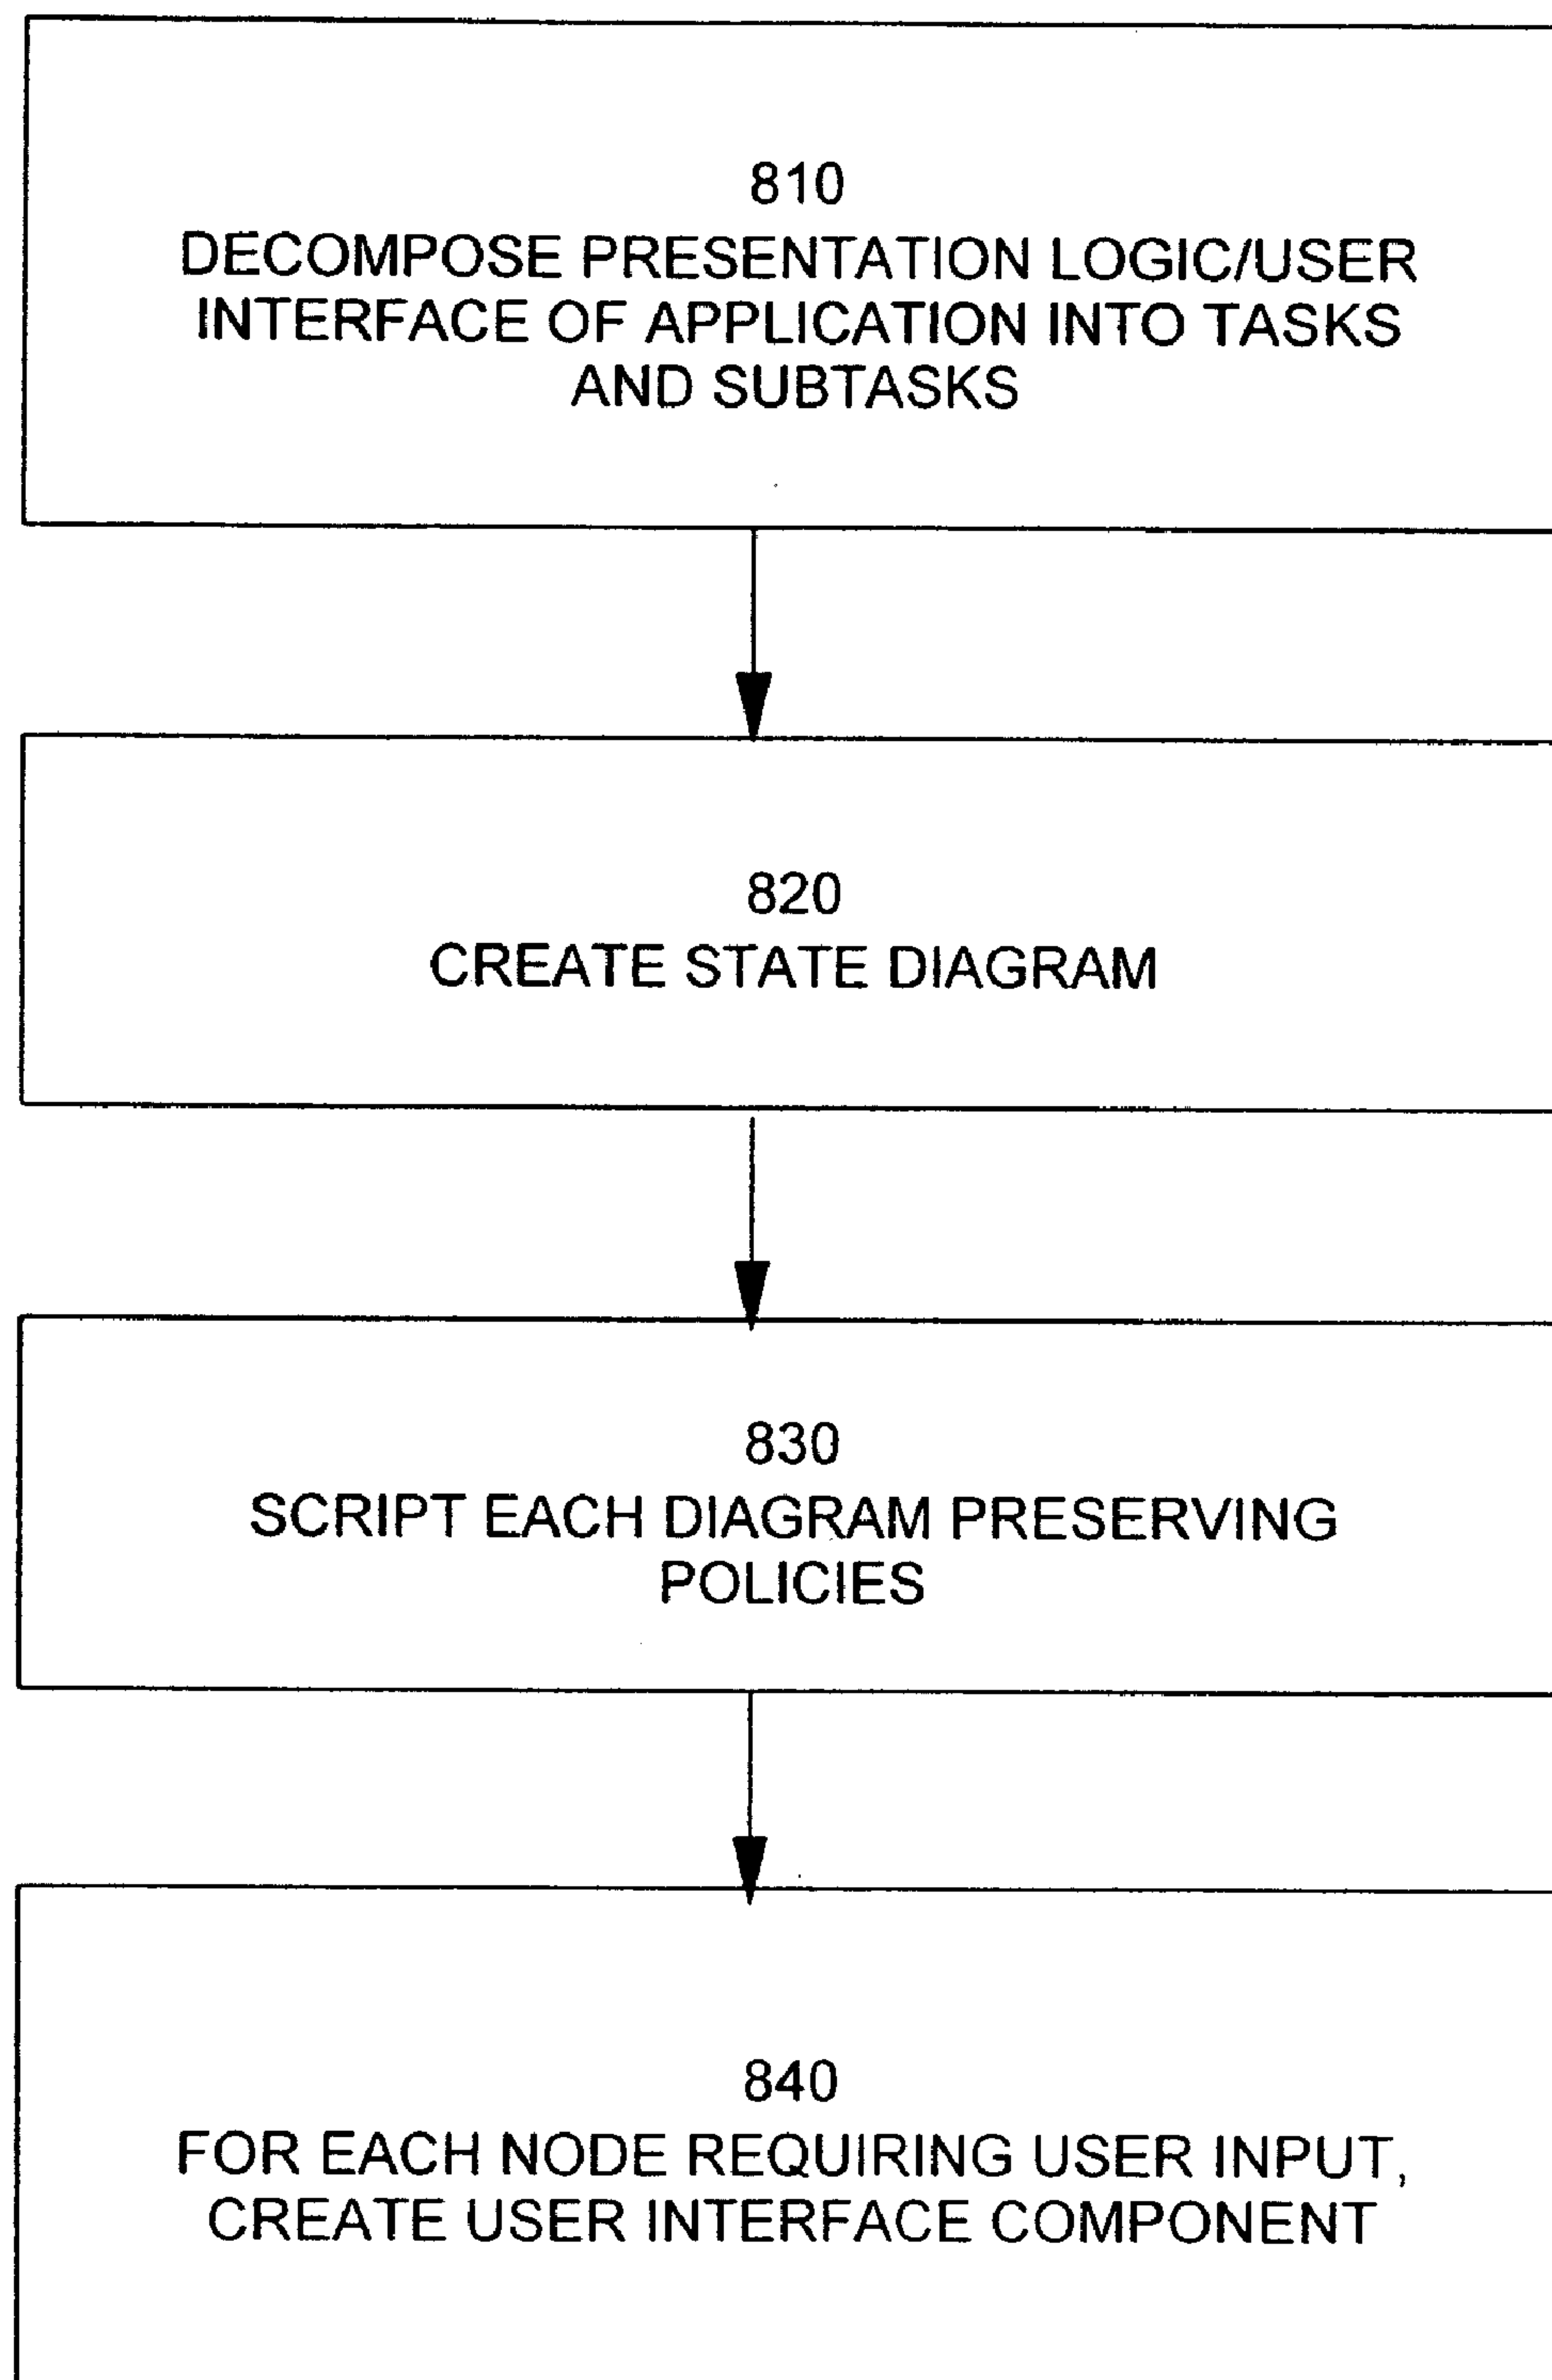 810
DECOMPOSE PRESENTATION LOGIC/USER
INTERFACE OF APPLICATION INTO TASKS
AND SUBTASKS
820
CREATE STATE DIAGRAM
830
SCRIPT EACH DIAGRAM PRESERVING
POLICIES
840
FOR EACH NODE REQUIRING USER INPUT,
CREATE USER INTERFACE COMPONENT